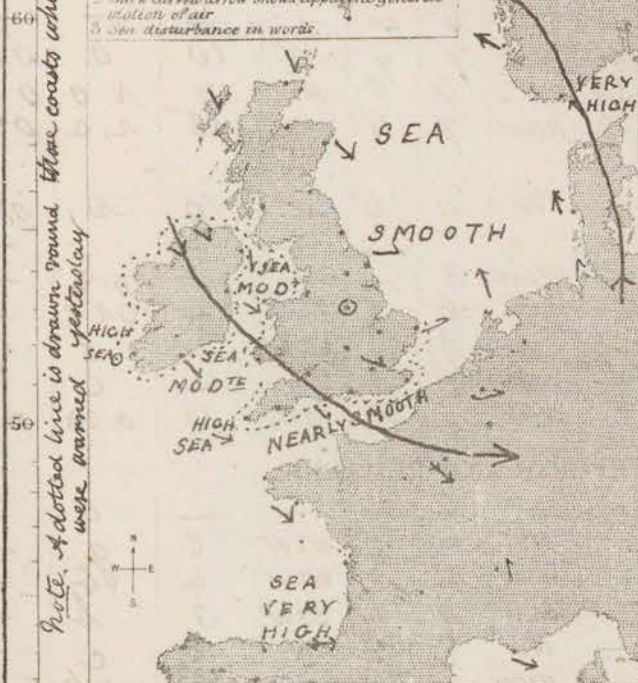 60
motion of air
3 Sea disturbance in words.
VERY
HIGH
SEA
SMOOTH
SEA
MODT
HIGH
SEA
SEA
MODTE
50
HIGH
SEA
NEARLY SMOOTH
N
W E
S
SEA
VERY
HIGH
Note. A dotted line is drawn round those coasts
were warned yesterday